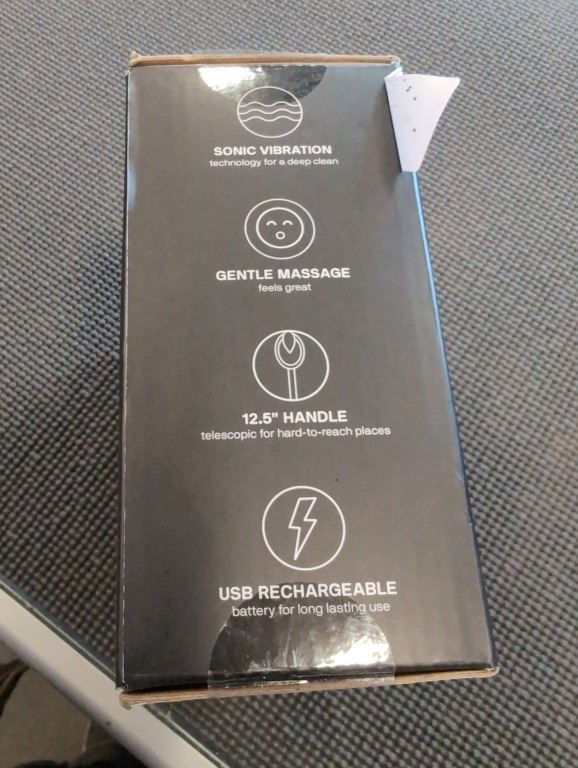 SONIC VIBRATION
technology for a deep clean
GENTLE MASSAGE
feels great
12.5" HANDLE
telescopic for hard-to-reach places
USB RECHARGEABLE
battery for long lasting use